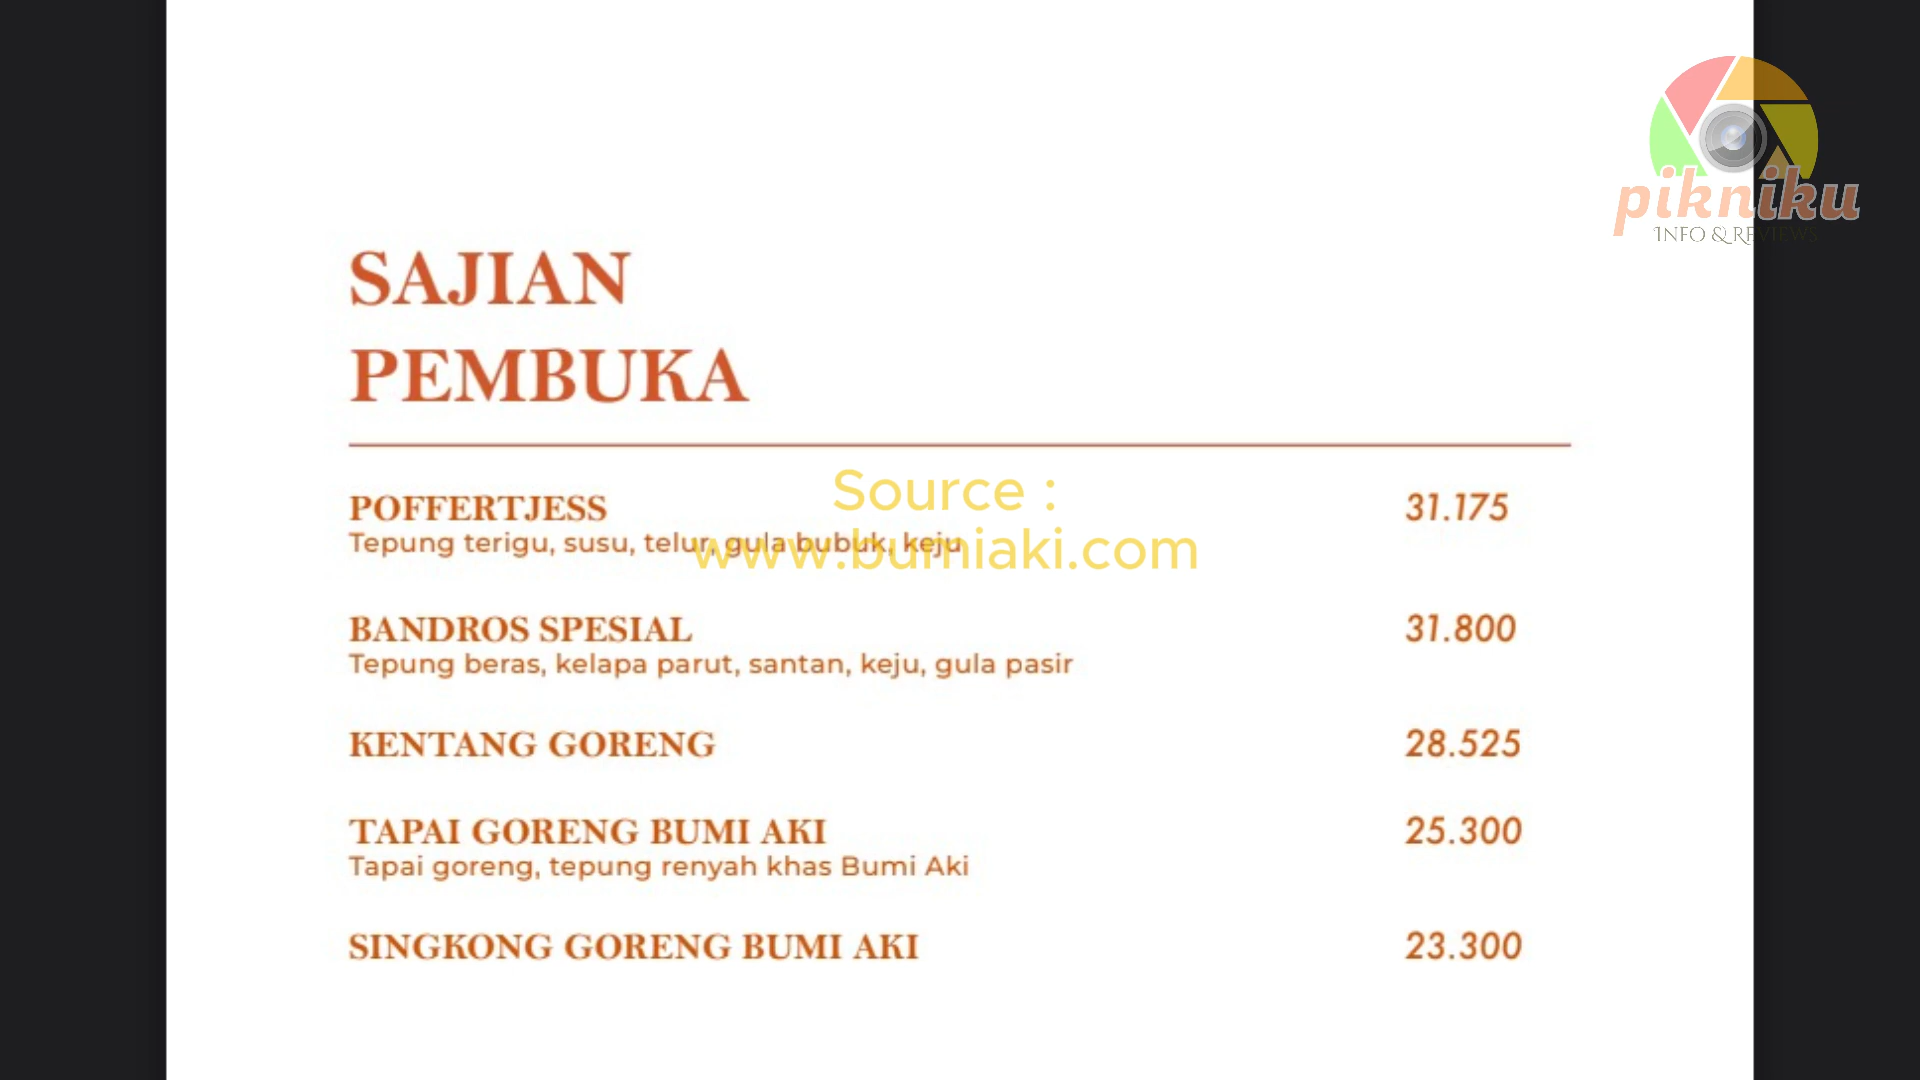 pikniku
INFO & REVIEWS
SAJIAN
PEMBUKA
Source :
www.bumiaki.com
POFFERTJESS 31.175
Tepung terigu, susu, telur, gula bubuk, keju
BANDROS SPESIAL 31.800
Tepung beras, kelapa parut, santan, keju, gula pasir
KENTANG GORENG 28.525
TAPAI GORENG BUMI AKI 25.300
Tapai goreng, tepung renyah khas Bumi Aki
SINGKONG GORENG BUMI AKI 23.300